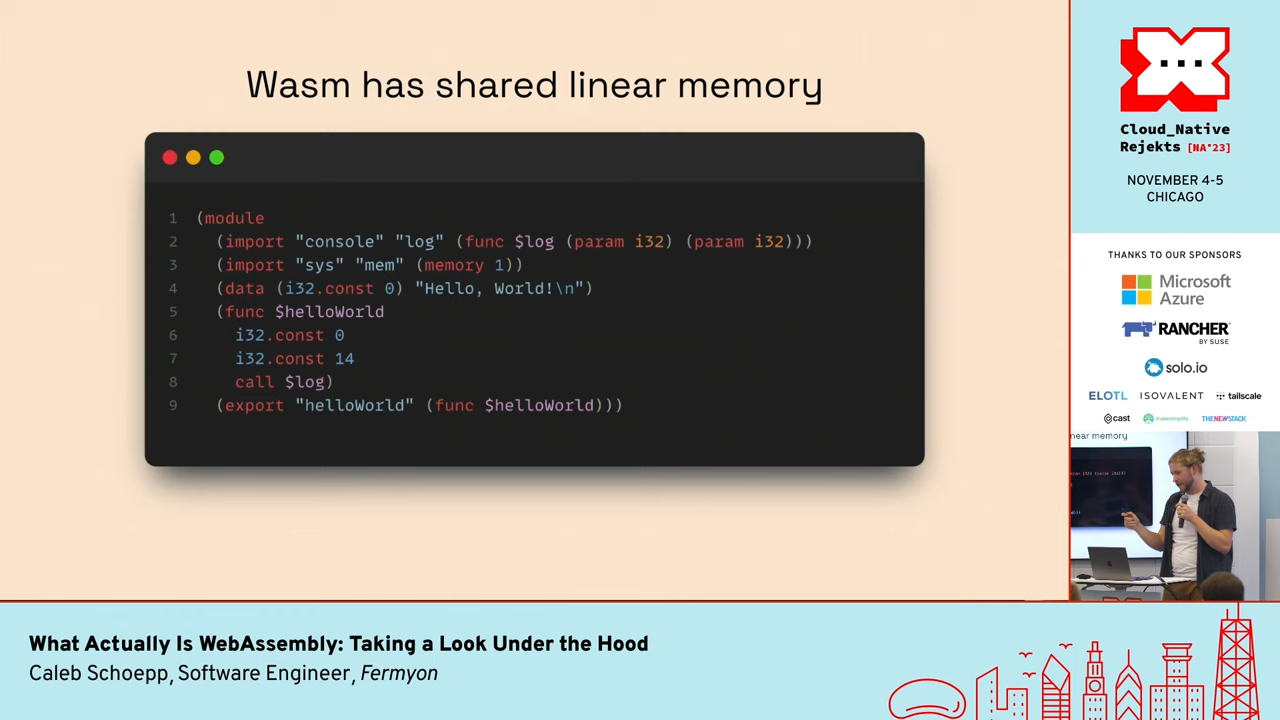 Wasm has shared linear memory
1 (module
2 (import "console" "log" (func $log (param i32) (param i32)))
3 (import "sys" "mem" (memory 1))
4 (data (i32.const 0) "Hello, World!\n")
5 (func $helloWorld
6 i32.const 0
7 i32.const 14
8 call $log)
9 (export "helloWorld" (func $helloWorld)))
Cloud_Native
Rejekts [NA'23]
NOVEMBER 4-5
CHICAGO
THANKS TO OUR SPONSORS
Microsoft
Azure
RANCHER
BY SUSE
solo.io
ELOTL ISOVALENT tailscale
cast kubesimplify THENEWSTACK
near memory
What Actually Is WebAssembly: Taking a Look Under the Hood
Caleb Schoepp, Software Engineer, Fermyon